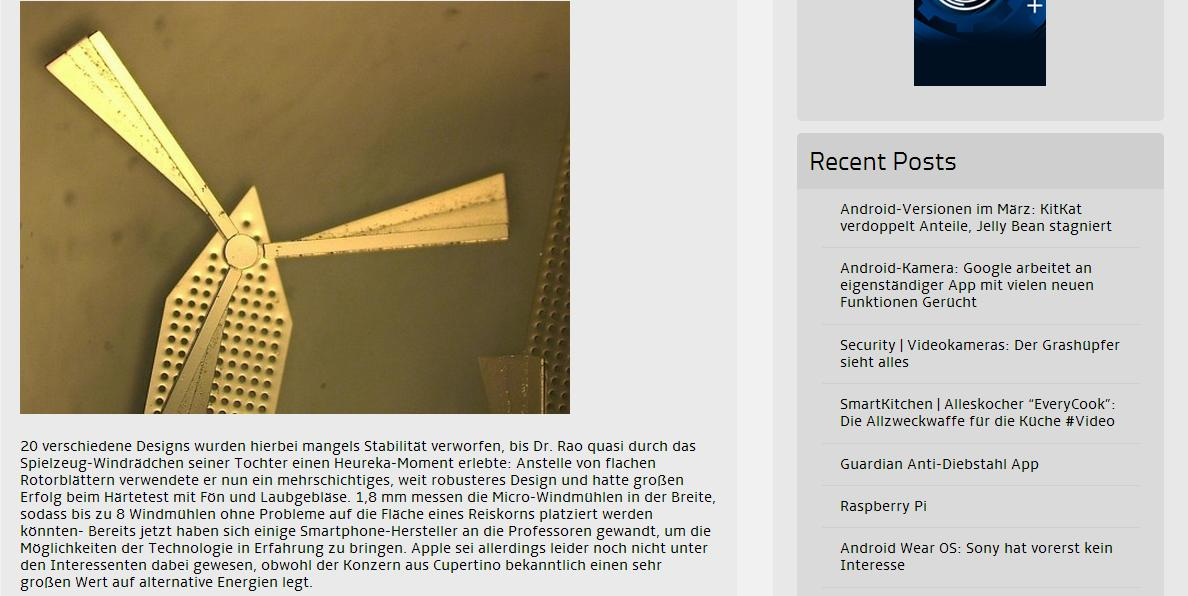 20 verschiedene Designs wurden hierbei mangels Stabilität verworfen, bis Dr. Rao quasi durch das
Spielzeug-Windrädchen seiner Tochter einen Heureka-Moment erlebte: Anstelle von flachen
Rotorblättern verwendete er nun ein mehrschichtiges, weit robusteres Design und hatte großen
Erfolg beim Härtetest mit Fön und Laubgebläse. 1,8 mm messen die Micro-Windmühlen in der Breite,
sodass bis zu 8 Windmühlen ohne Probleme auf die Fläche eines Reiskorns platziert werden
könnten- Bereits jetzt haben sich einige Smartphone-Hersteller an die Professoren gewandt, um die
Möglichkeiten der Technologie in Erfahrung zu bringen. Apple sei allerdings leider noch nicht unter
den Interessenten dabei gewesen, obwohl der Konzern aus Cupertino bekanntlich einen sehr
großen Wert auf alternative Energien legt.
+
Recent Posts
Android-Versionen im März: KitKat
verdoppelt Anteile, Jelly Bean stagniert
Android-Kamera: Google arbeitet an
eigenständiger App mit vielen neuen
Funktionen Gerücht
Security | Videokameras: Der Grashüpfer
sieht alles
SmartKitchen | Alleskocher “EveryCook”:
Die Allzweckwaffe für die Küche #Video
Guardian Anti-Diebstahl App
Raspberry Pi
Android Wear OS: Sony hat vorerst kein
Interesse